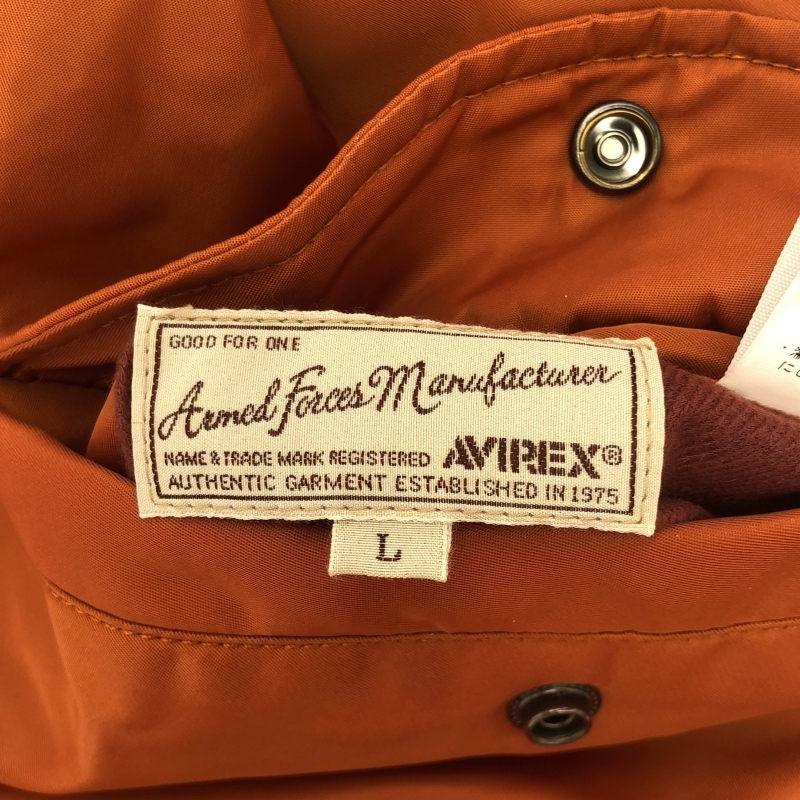 GOOD FOR ONE
Armed Forces Manufacturer
NAME & TRADE MARK REGISTERED AVIREX®
AUTHENTIC GARMENT ESTABLISHED IN 1975
L